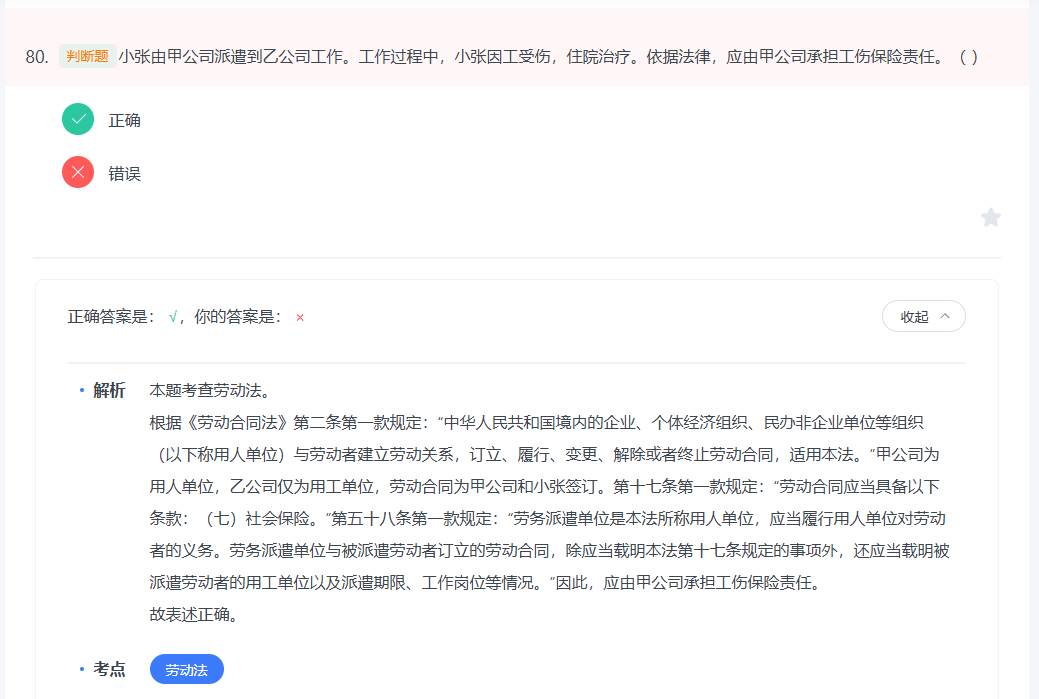 80. 判断题 小张由甲公司派遣到乙公司工作。工作过程中，小张因工受伤，住院治疗。依据法律，应由甲公司承担工伤保险责任。（ ）
正确
错误
正确答案是： √，你的答案是： ×
收起
解析 本题考查劳动法。
根据《劳动合同法》第二条第一款规定：“中华人民共和国境内的企业、个体经济组织、民办非企业单位等组织
（以下称用人单位）与劳动者建立劳动关系，订立、履行、变更、解除或者终止劳动合同，适用本法。“甲公司为
用人单位，乙公司仅为用工单位，劳动合同为甲公司和小张签订。第十七条第一款规定：“劳动合同应当具备以下
条款：（七）社会保险。“第五十八条第一款规定：“劳务派遣单位是本法所称用人单位，应当履行用人单位对劳动
者的义务。劳务派遣单位与被派遣劳动者订立的劳动合同，除应当载明本法第十七条规定的事项外，还应当载明被
派遣劳动者的用工单位以及派遣期限、工作岗位等情况。“因此，应由甲公司承担工伤保险责任。
故表述正确。
考点 劳动法